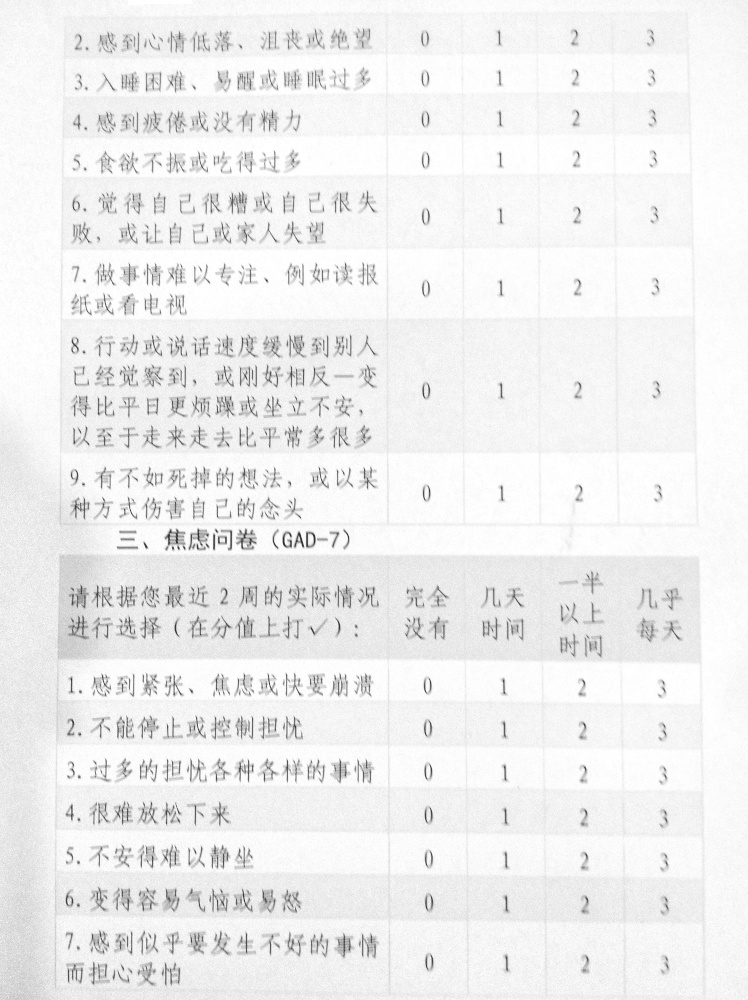 2. 感到心情低落、沮丧或绝望 0 1 2 3
3. 入睡困难、易醒或睡眠过多 0 1 2 3
4. 感到疲倦或没有精力 0 1 2 3
5. 食欲不振或吃得过多 0 1 2 3
6. 觉得自己很糟或自己很失
败，或让自己或家人失望 0 1 2 3
7. 做事情难以专注、例如读报
纸或看电视 0 1 2 3
8. 行动或说话速度缓慢到别人
已经觉察到，或刚好相反—变
得比平日更烦躁或坐立不安，
以至于走来走去比平常多很多 0 1 2 3
9. 有不如死掉的想法，或以某
种方式伤害自己的念头 0 1 2 3
三、焦虑问卷（GAD-7）
请根据您最近 2 周的实际情况
进行选择（在分值上打✓）：
完全
没有
几天
时间
一半
以上
时间
几乎
每天
1. 感到紧张、焦虑或快要崩溃 0 1 2 3
2. 不能停止或控制担忧 0 1 2 3
3. 过多的担忧各种各样的事情 0 1 2 3
4. 很难放松下来 0 1 2 3
5. 不安得难以静坐 0 1 2 3
6. 变得容易气恼或易怒 0 1 2 3
7. 感到似乎要发生不好的事情
而担心受怕 0 1 2 3